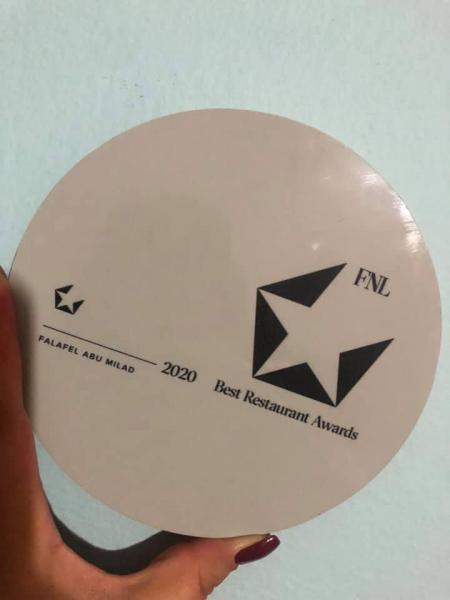 FNL
FALAFEL ABU MILAD
2020
Best Restaurant Awards